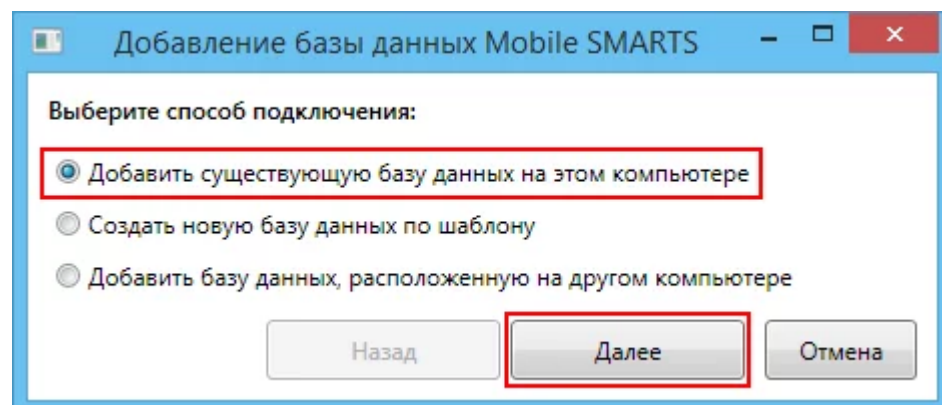 Добавление базы данных Mobile SMARTS
Выберите способ подключения:
Добавить существующую базу данных на этом компьютере
Создать новую базу данных по шаблону
Добавить базу данных, расположенную на другом компьютере
Назад Далее Отмена